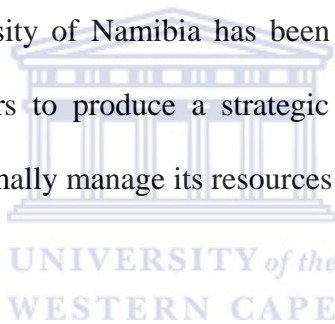 sity of Namibia has been
rs to produce a strategic
nally manage its resources
UNIVERSITY of the
WESTERN CAPE